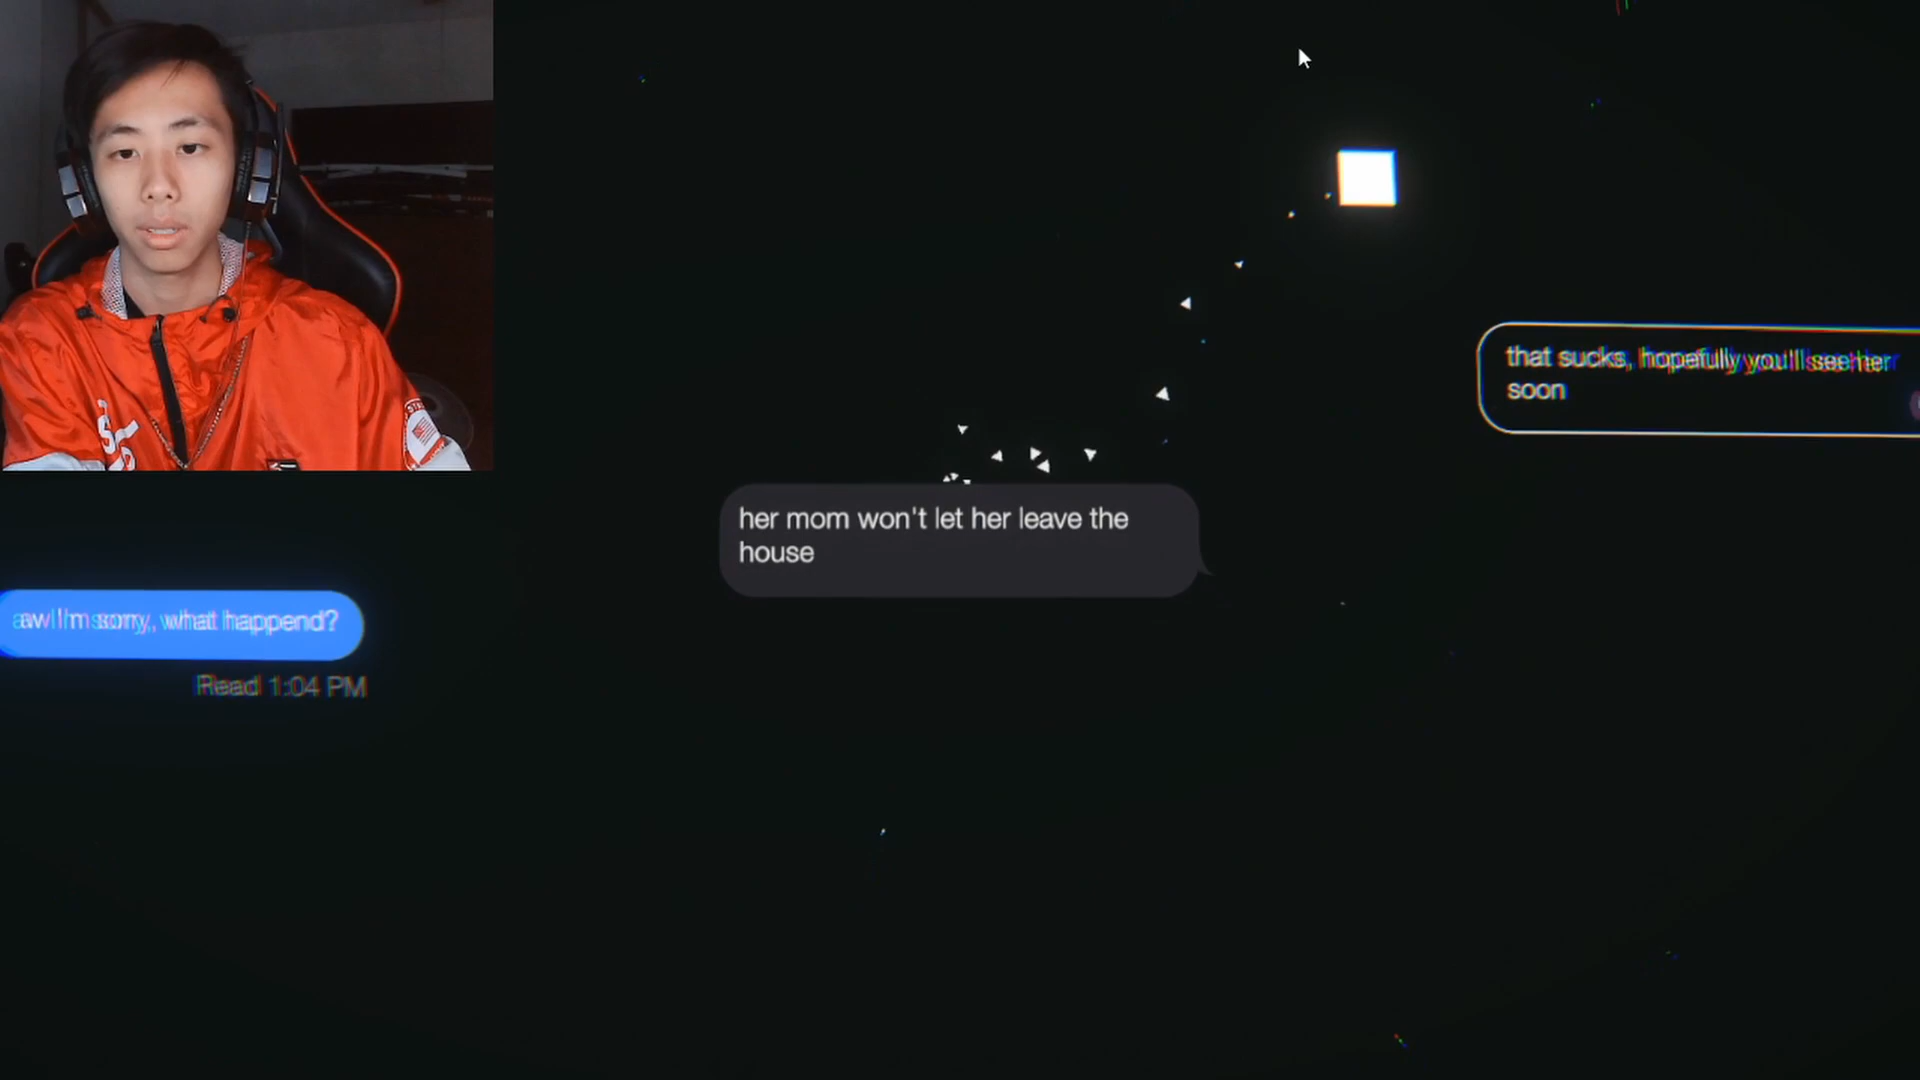 aw I'm sorry, what happend?
Read 1:04 PM
her mom won't let her leave the
house
that sucks, hopefully you'll see her
soon